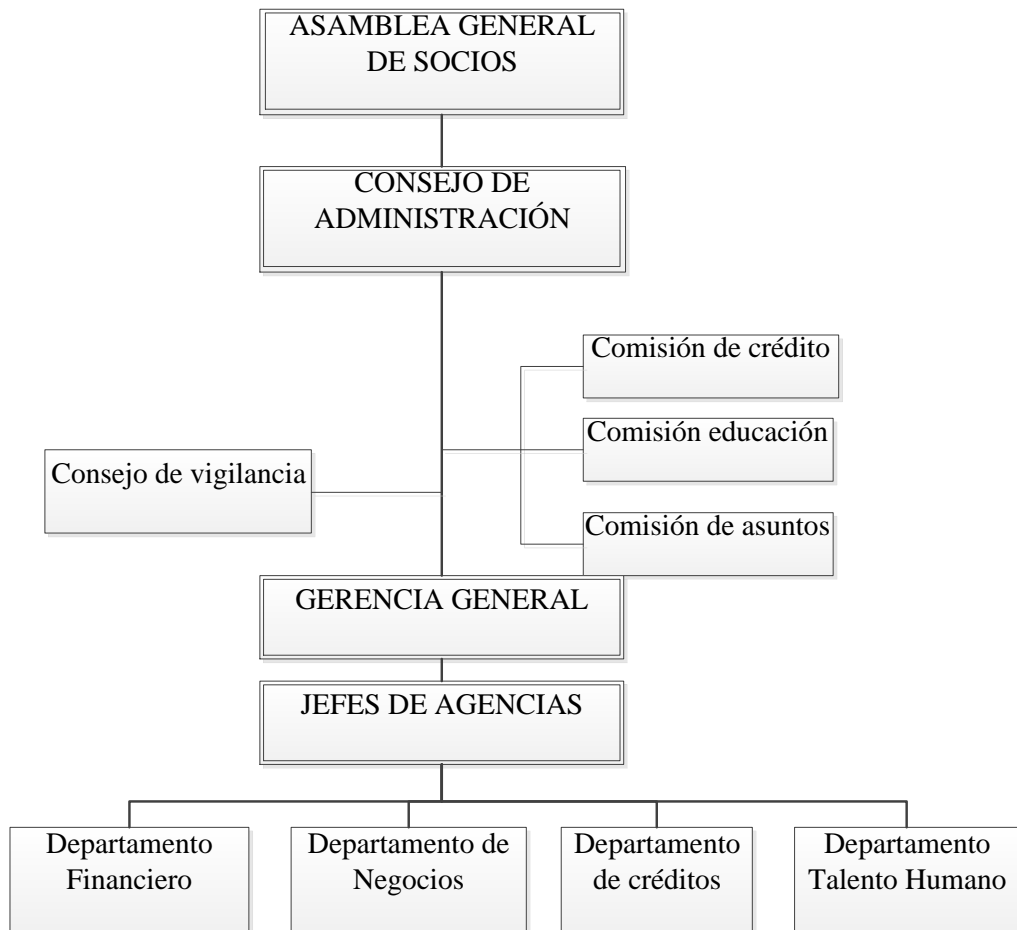 ASAMBLEA GENERAL
DE SOCIOS
CONSEJO DE
ADMINISTRACIÓN
Comisión de crédito
Comisión educación
Consejo de vigilancia
Comisión de asuntos
GERENCIA GENERAL
JEFES DE AGENCIAS
Departamento
Financiero
Departamento de
Negocios
Departamento
de créditos
Departamento
Talento Humano